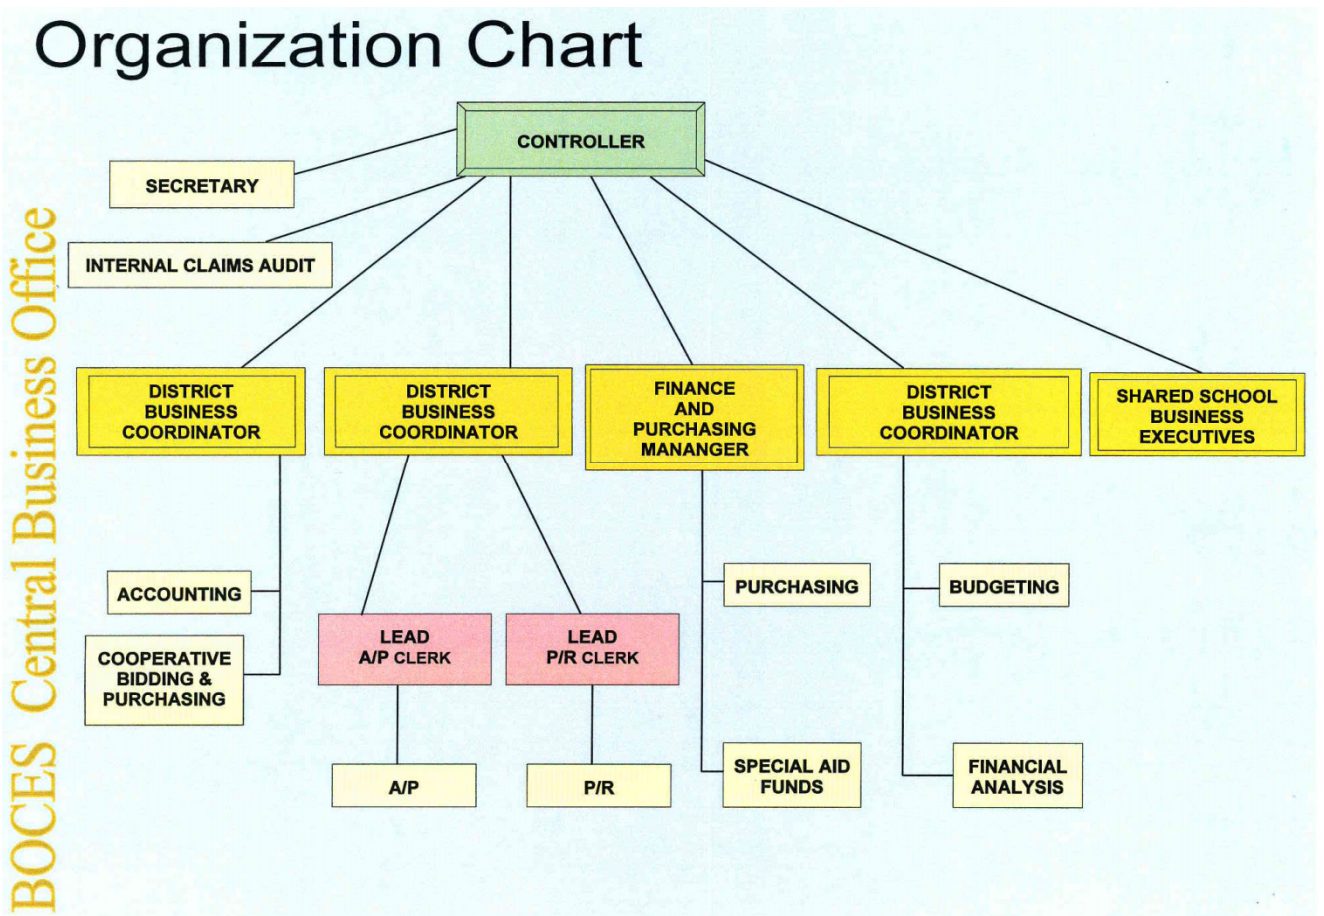 Organization Chart
BOCES Central Business Office
CONTROLLER
SECRETARY
INTERNAL CLAIMS AUDIT
DISTRICT
BUSINESS
COORDINATOR
DISTRICT
BUSINESS
COORDINATOR
FINANCE
AND
PURCHASING
MANANGER
DISTRICT
BUSINESS
COORDINATOR
SHARED SCHOOL
BUSINESS
EXECUTIVES
ACCOUNTING
COOPERATIVE
BIDDING &
PURCHASING
LEAD
A/P CLERK
LEAD
P/R CLERK
PURCHASING
BUDGETING
A/P
P/R
SPECIAL AID
FUNDS
FINANCIAL
ANALYSIS